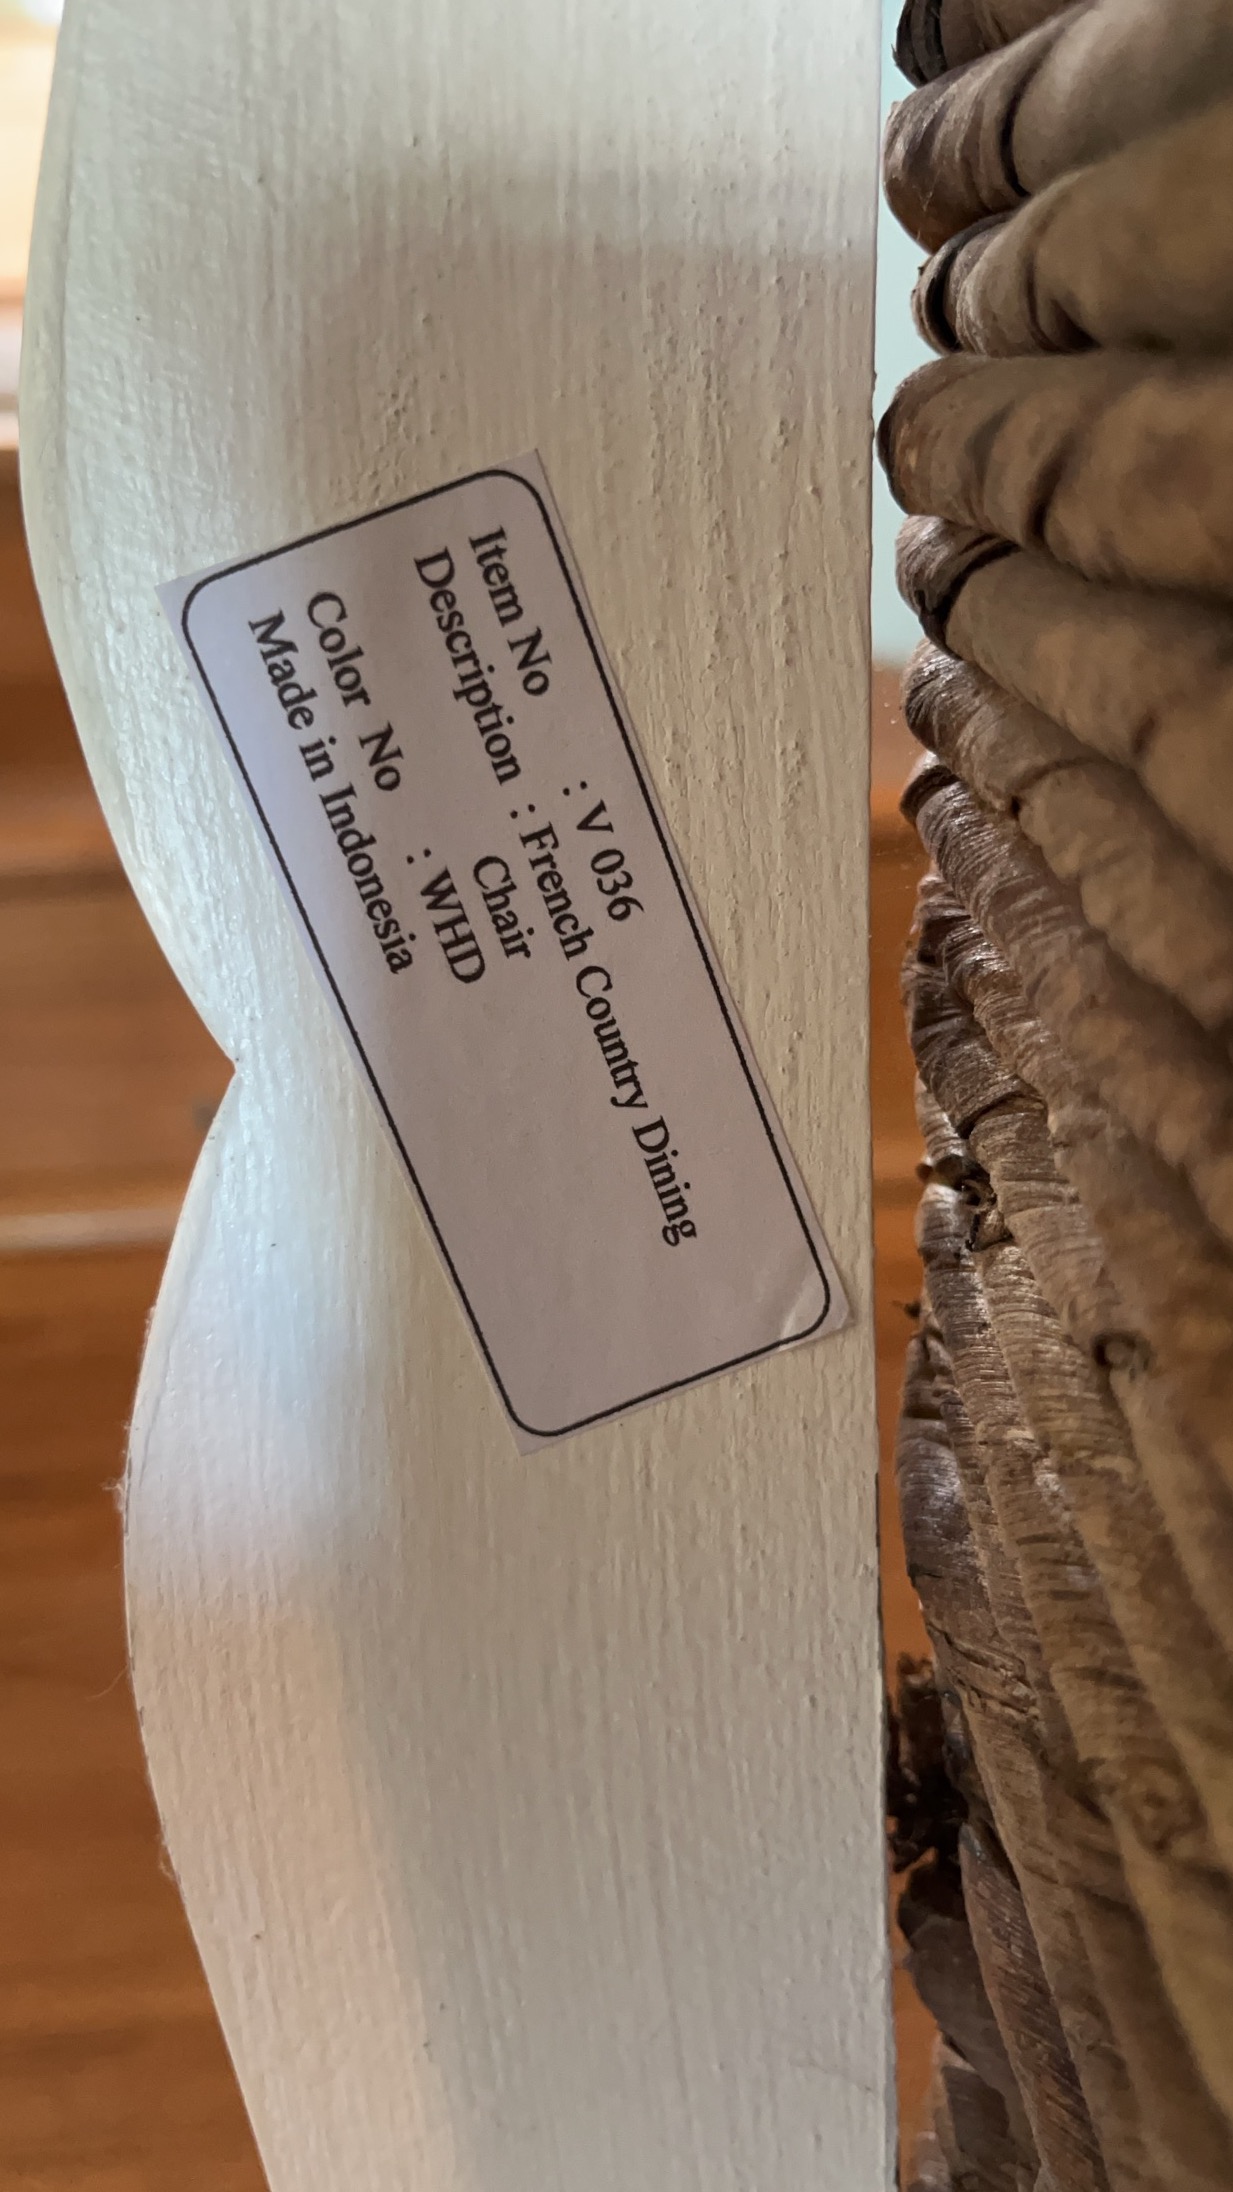 Item No : V 036
Description : French Country Dining
Chair
Color No : WHD
Made in Indonesia